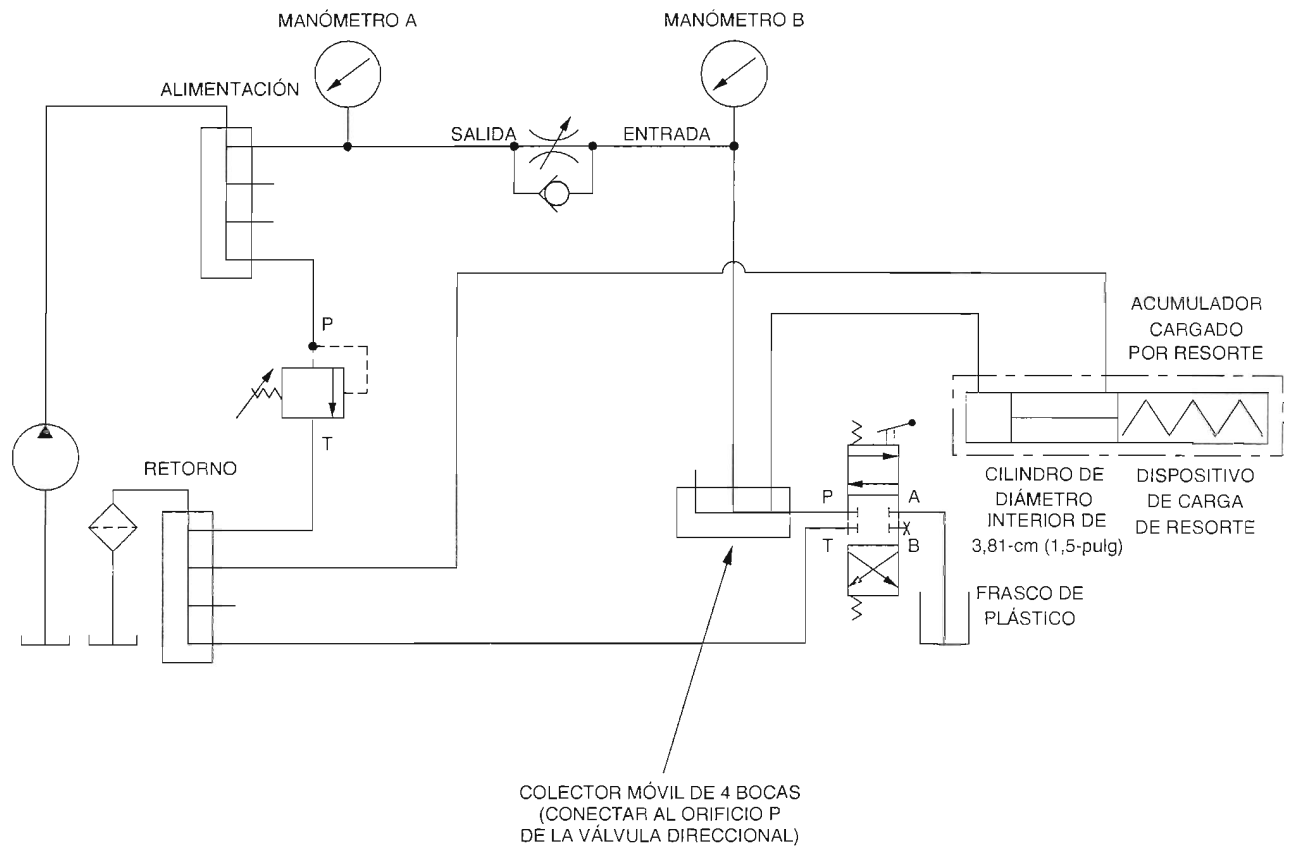 MANÓMETRO A
MANÓMETRO B
ALIMENTACIÓN
SALIDA
ENTRADA
P
T
RETORNO
ACUMULADOR
CARGADO
POR RESORTE
P
A
T
B
CILINDRO DE
DIÁMETRO
INTERIOR DE
3,81-cm (1,5-pulg)
DISPOSITIVO
DE CARGA
DE RESORTE
FRASCO DE
PLÁSTICO
COLECTOR MÓVIL DE 4 BOCAS
(CONECTAR AL ORIFICIO P
DE LA VÁLVULA DIRECCIONAL)